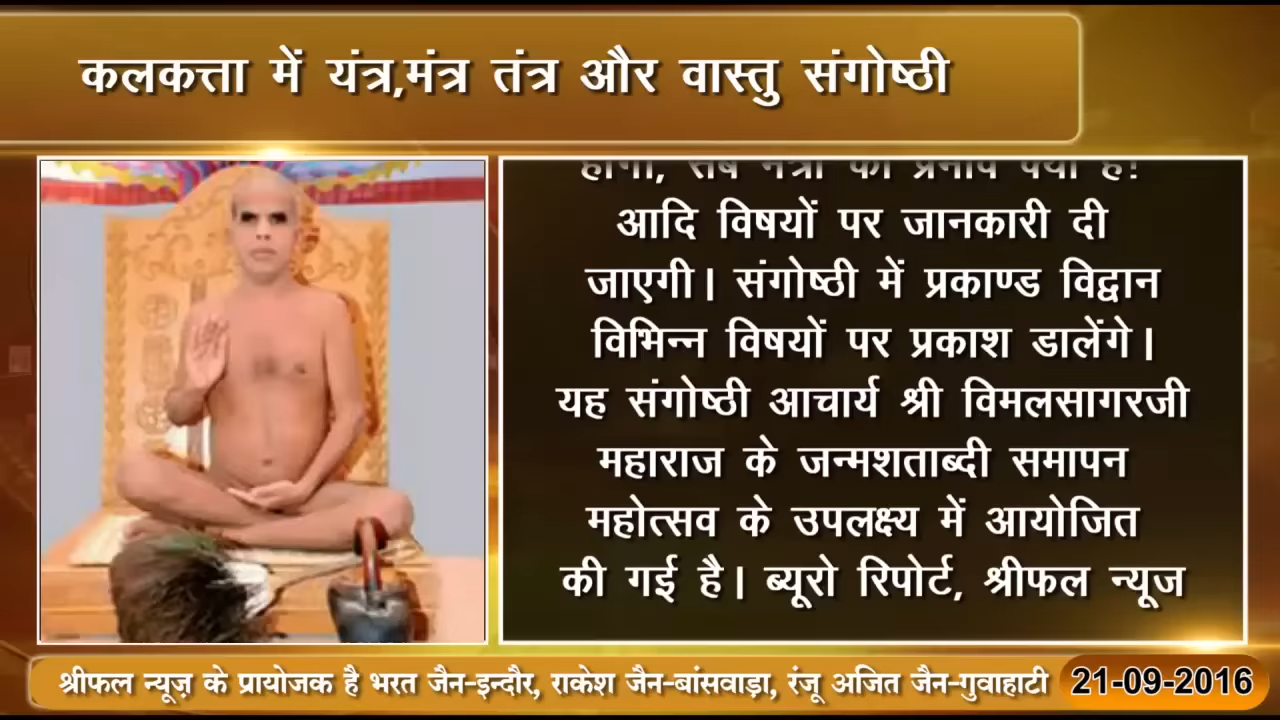 कलकत्ता में यंत्र,मंत्र तंत्र और वास्तु संगोष्ठी
आदि विषयों पर जानकारी दी
जाएगी। संगोष्ठी में प्रकाण्ड विद्वान
विभिन्न विषयों पर प्रकाश डालेंगे।
यह संगोष्ठी आचार्य श्री विमलसागरजी
महाराज के जन्मशताब्दी समापन
महोत्सव के उपलक्ष्य में आयोजित
की गई है। ब्यूरो रिपोर्ट, श्रीफल न्यूज
श्रीफल न्यूज़ के प्रायोजक है भरत जैन-इन्दौर, राकेश जैन-बांसवाड़ा, रंजू अजित जैन-गुवाहाटी 21-09-2016